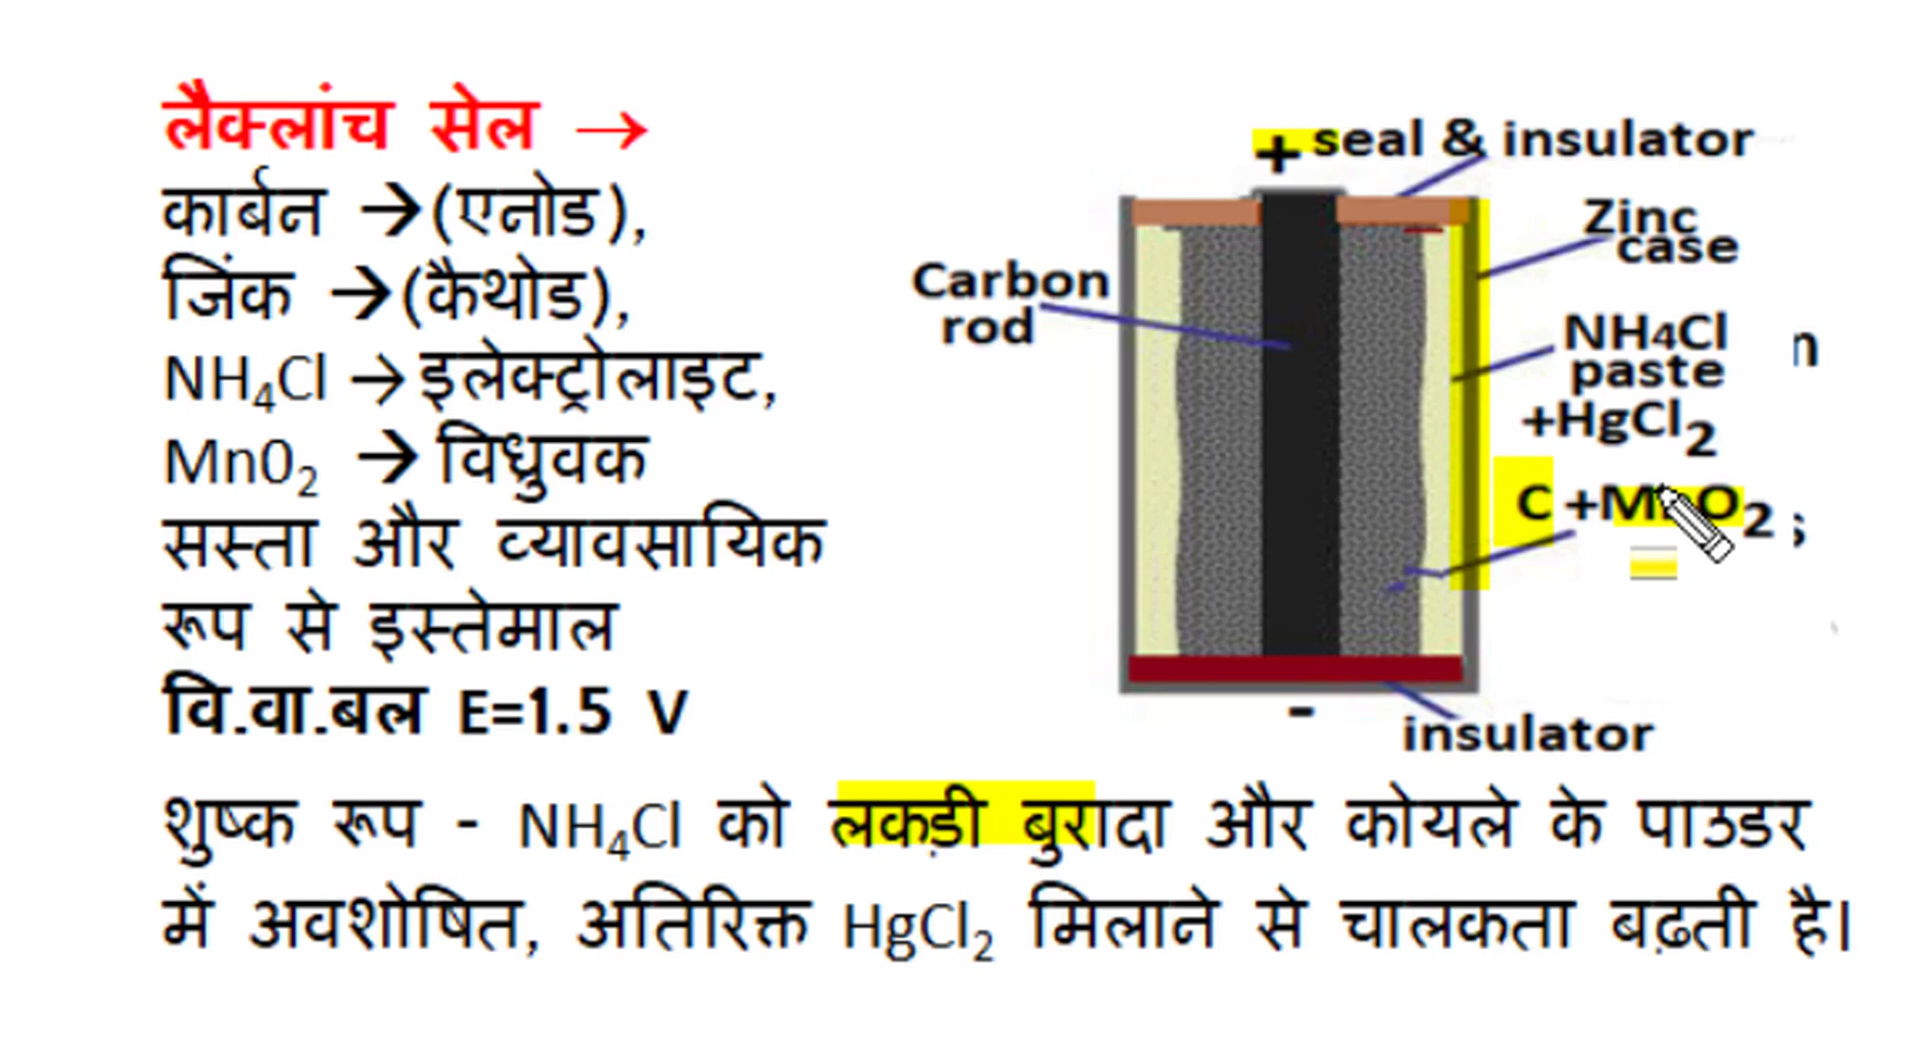 लैक्लांच सेल →
कार्बन →(एनोड),
जिंक →(कैथोड),
NH₄Cl →इलेक्ट्रोलाइट,
Mn0₂ →विध्रुवक
सस्ता और व्यावसायिक
रूप से इस्तेमाल
वि.वा.बल E=1.5 V
+ seal & insulator
Zinc
case
Carbon
rod
NH4Cl
paste
+HgCl₂
C +MnO₂
-
insulator
शुष्क रूप - NH₄Cl को लकड़ी बुरादा और कोयले के पाउडर
में अवशोषित, अतिरिक्त HgCl₂ मिलाने से चालकता बढ़ती है।